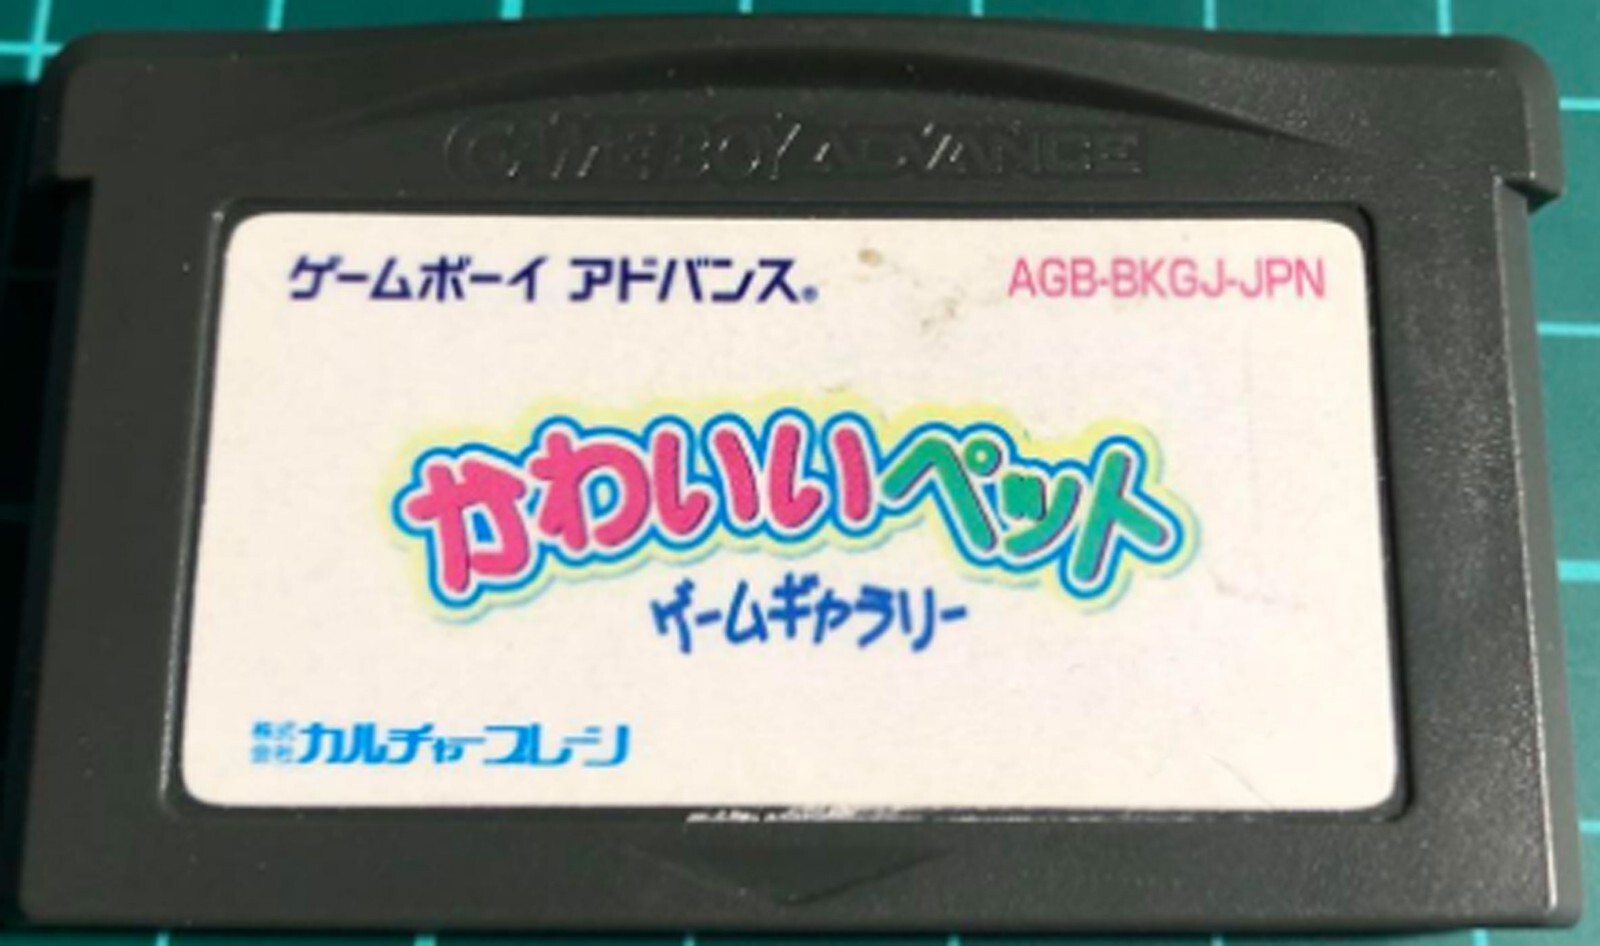 GAME BOY ADVANCE
ゲームボーイ アドバンス® AGB-BKGJ-JPN
かわいいペット
ゲームギャラリー
株式会社カルチャーブレーン